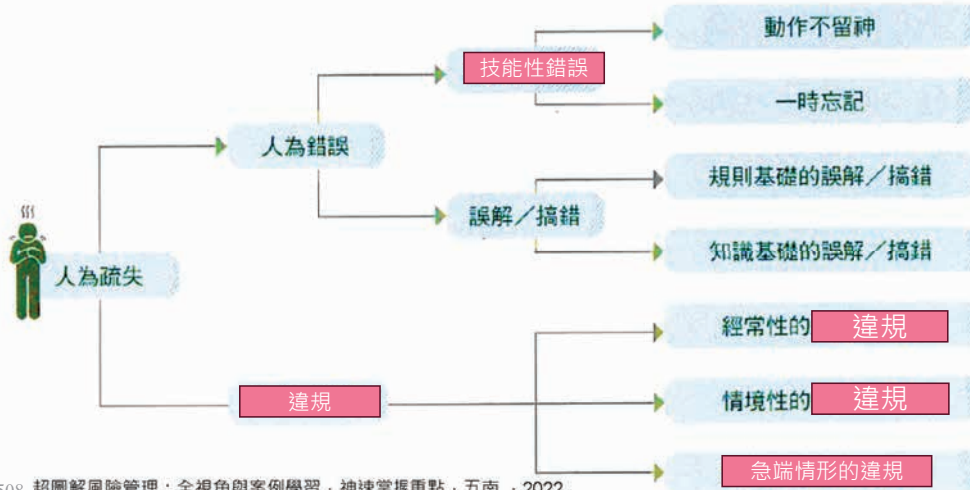 動作不留神
技能性錯誤
一時忘記
人為錯誤
規則基礎的誤解／搞錯
誤解／搞錯
知識基礎的誤解／搞錯
人為疏失
經常性的 違規
違規
情境性的 違規
急端情形的違規
超圖解風險管理：全視角與案例學習，神速掌握重點，五南，2022